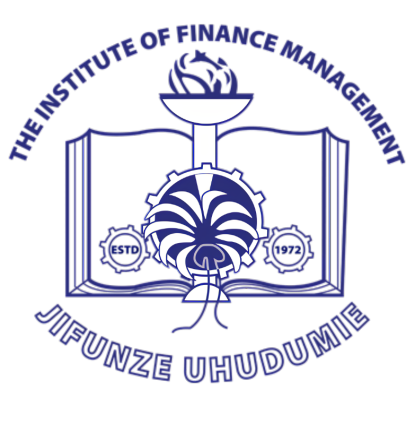 THE INSTITUTE OF FINANCE MANAGEMENT
ESTD
1972
JIFUNZE UHUDUMIE